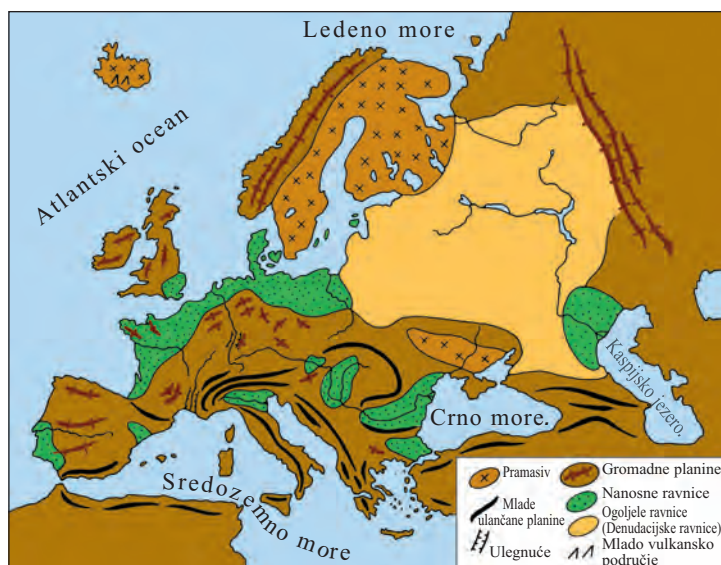 Ledeno more
Atlantski ocean
Kaspijsko jezero.
Crno more.
Sredozemno more
Pramasiv
Mlade
ulančane planine
Ulegnuće
Gromadne planine
Nanosne ravnice
Ogoljele ravnice
(Denudacijske ravnice)
Mlado vulkansko
područje